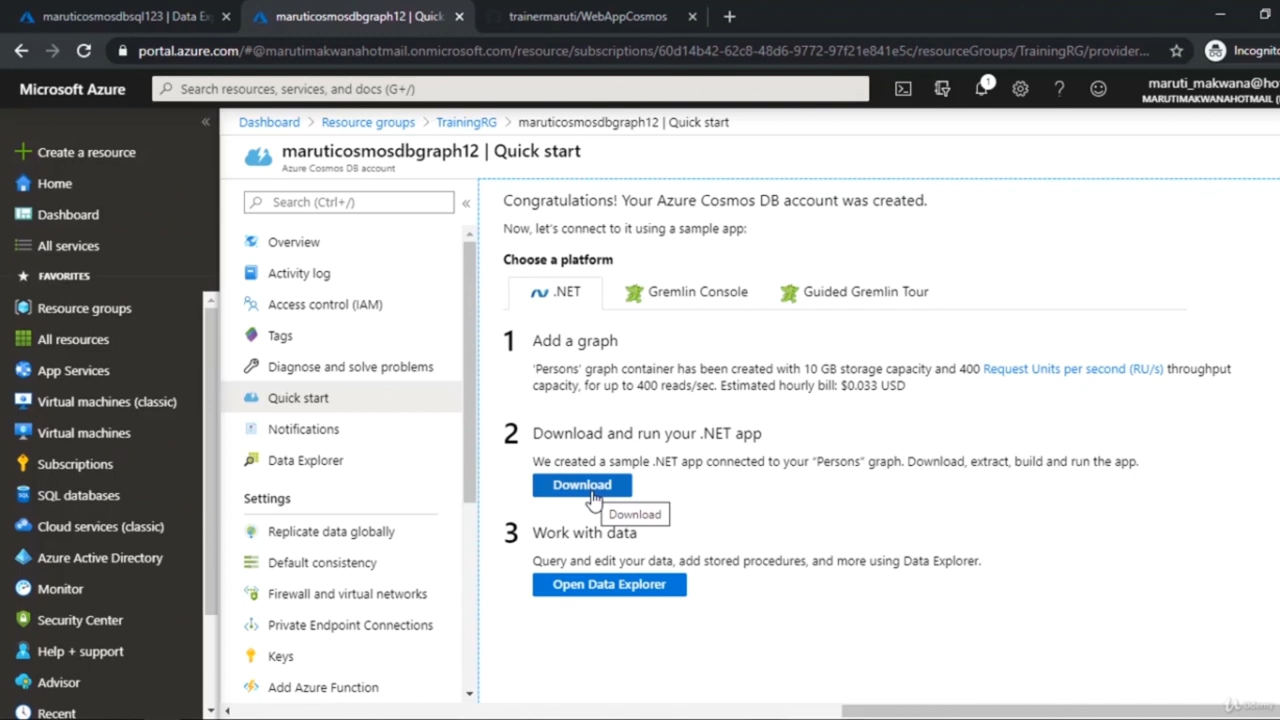 maruticosmosdbsql123 | Data Ex
maruticosmosdbgraph12 | Quick
trainermaruti/WebAppCosmos
portal.azure.com/#@marutimakwanahotmail.onmicrosoft.com/resource/subscriptions/60d14b42-62c8-48d6-9772-97f21e841e5c/resourceGroups/TrainingRG/provider...
Incognito
Microsoft Azure
Search resources, services, and docs (G+/)
1
maruti_makwana@ho
MARUTIMAKWANAHOTMAIL (
Create a resource
Home
Dashboard
All services
FAVORITES
Resource groups
All resources
App Services
Virtual machines (classic)
Virtual machines
Subscriptions
SQL databases
Cloud services (classic)
Azure Active Directory
Monitor
Security Center
Help + support
Advisor
Recent
Dashboard > Resource groups > TrainingRG > maruticosmosdbgraph12 | Quick start
maruticosmosdbgraph12 | Quick start
Azure Cosmos DB account
Search (Ctrl+/)
Overview
Activity log
Access control (IAM)
Tags
Diagnose and solve problems
Quick start
Notifications
Data Explorer
Settings
Replicate data globally
Default consistency
Firewall and virtual networks
Private Endpoint Connections
Keys
Add Azure Function
Congratulations! Your Azure Cosmos DB account was created.
Now, let's connect to it using a sample app:
Choose a platform
.NET
Gremlin Console
Guided Gremlin Tour
1 Add a graph
'Persons' graph container has been created with 10 GB storage capacity and 400 Request Units per second (RU/s) throughput
capacity, for up to 400 reads/sec. Estimated hourly bill: $0.033 USD
2 Download and run your .NET app
We created a sample .NET app connected to your "Persons" graph. Download, extract, build and run the app.
Download
Download
3 Work with data
Query and edit your data, add stored procedures, and more using Data Explorer.
Open Data Explorer
Udemy